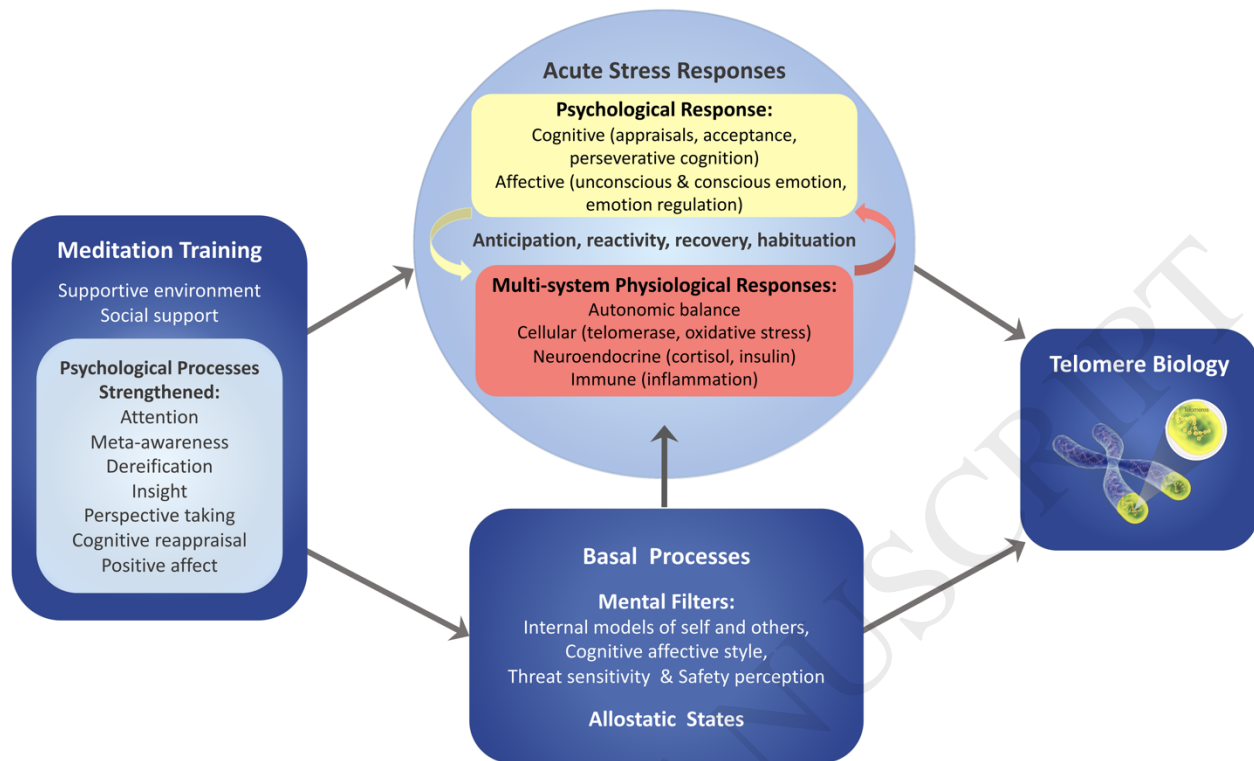 Acute Stress Responses
Psychological Response:
Cognitive (appraisals, acceptance,
perseverative cognition)
Affective (unconscious & conscious emotion,
emotion regulation)
Anticipation, reactivity, recovery, habituation
Multi-system Physiological Responses:
Autonomic balance
Cellular (telomerase, oxidative stress)
Neuroendocrine (cortisol, insulin)
Immune (inflammation)
Meditation Training
Supportive environment
Social support
Psychological Processes
Strengthened:
Attention
Meta-awareness
Dereification
Insight
Perspective taking
Cognitive reappraisal
Positive affect
Basal Processes
Mental Filters:
Internal models of self and others,
Cognitive affective style,
Threat sensitivity & Safety perception
Allostatic States
Telomere Biology
Telomeres
NUSCRIPT